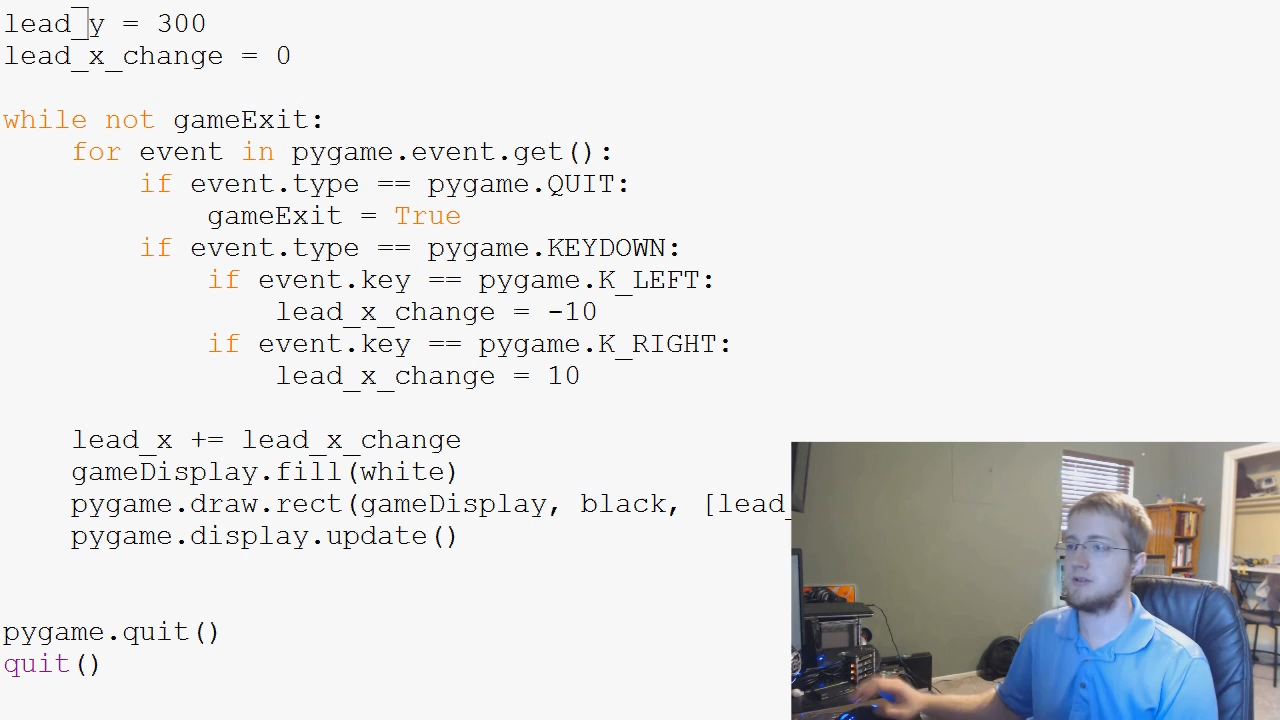 lead_y = 300
lead_x_change = 0
while not gameExit:
for event in pygame.event.get():
if event.type == pygame.QUIT:
gameExit = True
if event.type == pygame.KEYDOWN:
if event.key == pygame.K_LEFT:
lead_x_change = -10
if event.key == pygame.K_RIGHT:
lead_x_change = 10
lead_x += lead_x_change
gameDisplay.fill(white)
pygame.draw.rect(gameDisplay, black, [lead_
pygame.display.update()
pygame.quit()
quit()